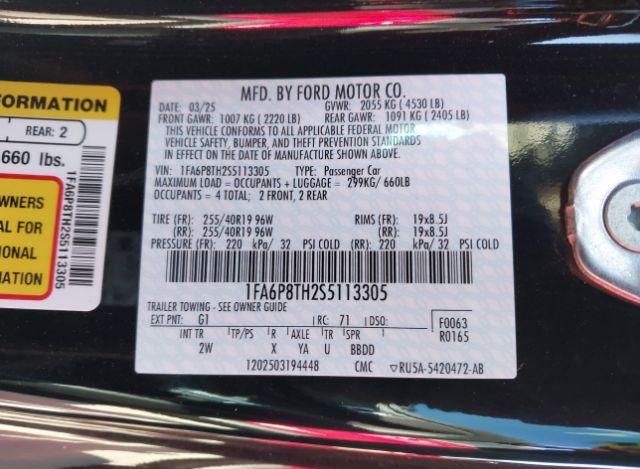 FORMATION
REAR: 2
660 lbs.
WNERS
AL FOR
ONAL
ION
1FA6P8TH2S5113305
MFD. BY FORD MOTOR CO.
03/25 GVWR: 2055 KG ( 4530 LB)
FRONT GAWR: 1007 KG ( 2220 LB) REAR GAWR: 1091 KG ( 2405 LB)
THIS VEHICLE CONFORMS TO ALL APPLICABLE FEDERAL MOTOR
VEHICLE SAFETY, BUMPER, AND THEFT PREVENTION STANDARDS
IN EFFECT ON THE DATE OF MANUFACTURE SHOWN ABOVE.
VIN: 1FA6P8TH2S5113305 TYPE: Passenger Car
MAXIMUM LOAD = OCCUPANTS + LUGGAGE = 299KG/ 660LB
OCCUPANTS = 4 TOTAL; 2 FRONT, 2 REAR
TIRE (FR): 255/40R19 96W RIMS (FR): 19x8.5J
(RR): 255/40R19 96W (RR): 19x8.5J
PRESSURE (FR): 220 kPa/ 32 PSI COLD (RR): 220 kPa/ 32 PSI COLD
1FA6P8TH2S5113305
TRAILER TOWING - SEE OWNER GUIDE
EXT PNT: G1 RC: 71 DSO: F0063
INT TR TP/PS R AXLE TR SPR R0165
2W X YA U BBDD
1202503194448 CMC RU5A-5420472-AB